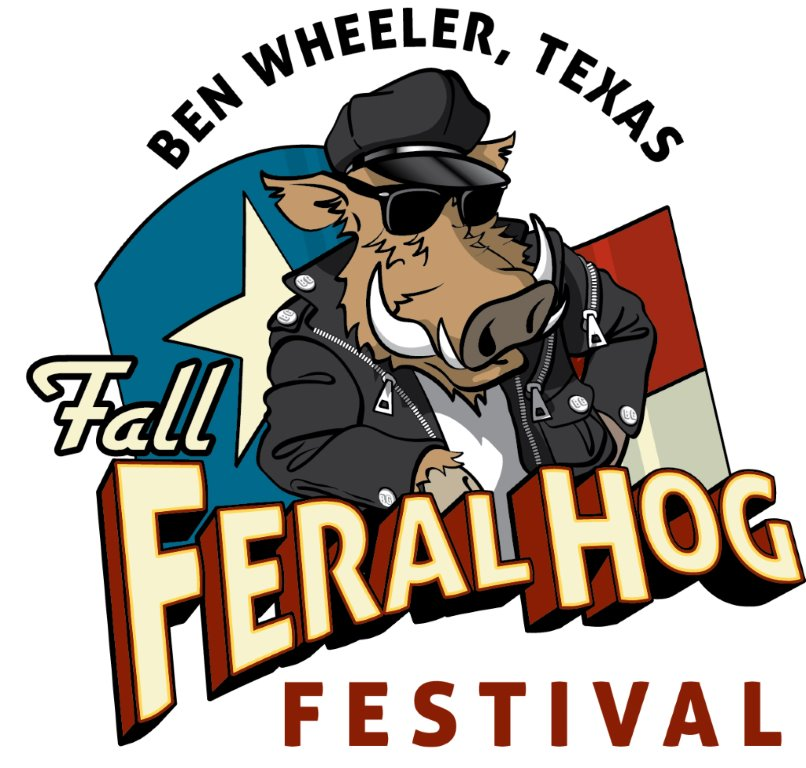 BEN WHEELER, TEXAS
Fall
FERAL HOG
FESTIVAL